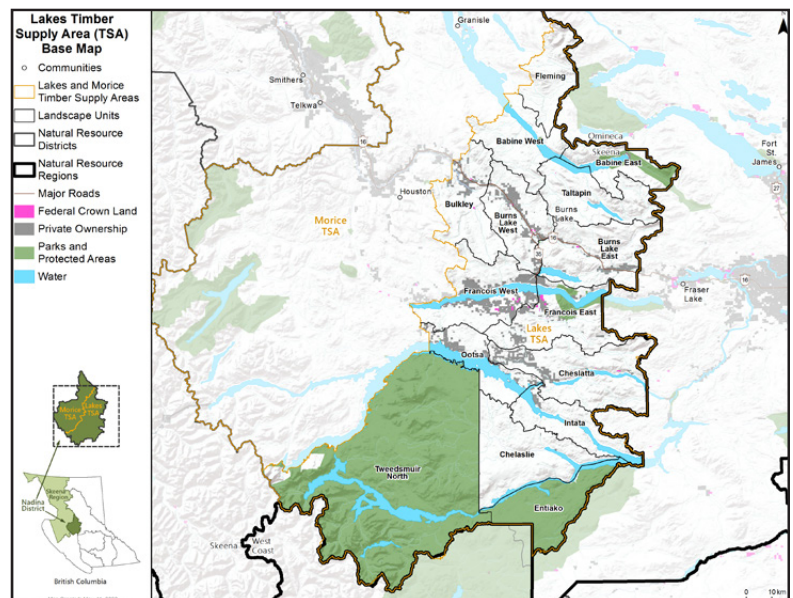 Lakes Timber
Supply Area (TSA)
Base Map
Communities
Lakes and Morice
Timber Supply Areas
Landscape Units
Natural Resource
Districts
Natural Resource
Regions
Major Roads
Federal Crown Land
Private Ownership
Parks and
Protected Areas
Water
Morice
TSA
Lakes
TSA
Skeena
Region
Nadina
District
British Columbia
Granisle
Smithers
Telkwa
16
Houston
Fleming
Babine West
Omineca
Skeena
Babine East
Fort
St.
James
27
Taltapin
Bulkley
Burns
Lake
West
Burns
Lake
Burns
Lake
East
16
35
Morice
TSA
Francois West
Francois East
16
Fraser
Lake
Lakes
TSA
Ootsa
Cheslatta
Intata
Chelaslie
Tweedsmuir
North
Entiako
Skeena
West
Coast
0 10 km